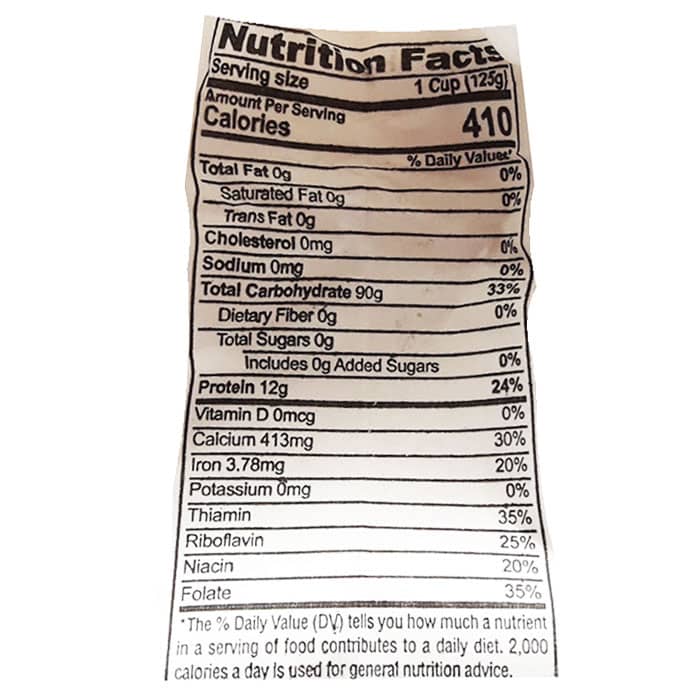 Nutrition Facts
Serving size 1 Cup (125g)
Amount Per Serving
Calories 410
% Daily Value*
Total Fat 0g 0%
Saturated Fat 0g 0%
Trans Fat 0g
Cholesterol 0mg 0%
Sodium 0mg 0%
Total Carbohydrate 90g 33%
Dietary Fiber 0g 0%
Total Sugars 0g
Includes 0g Added Sugars 0%
Protein 12g 24%
Vitamin D 0mcg 0%
Calcium 413mg 30%
Iron 3.78mg 20%
Potassium 0mg 0%
Thiamin 35%
Riboflavin 25%
Niacin 20%
Folate 35%
*The % Daily Value (DV) tells you how much a nutrient
in a serving of food contributes to a daily diet. 2,000
calories a day is used for general nutrition advice.